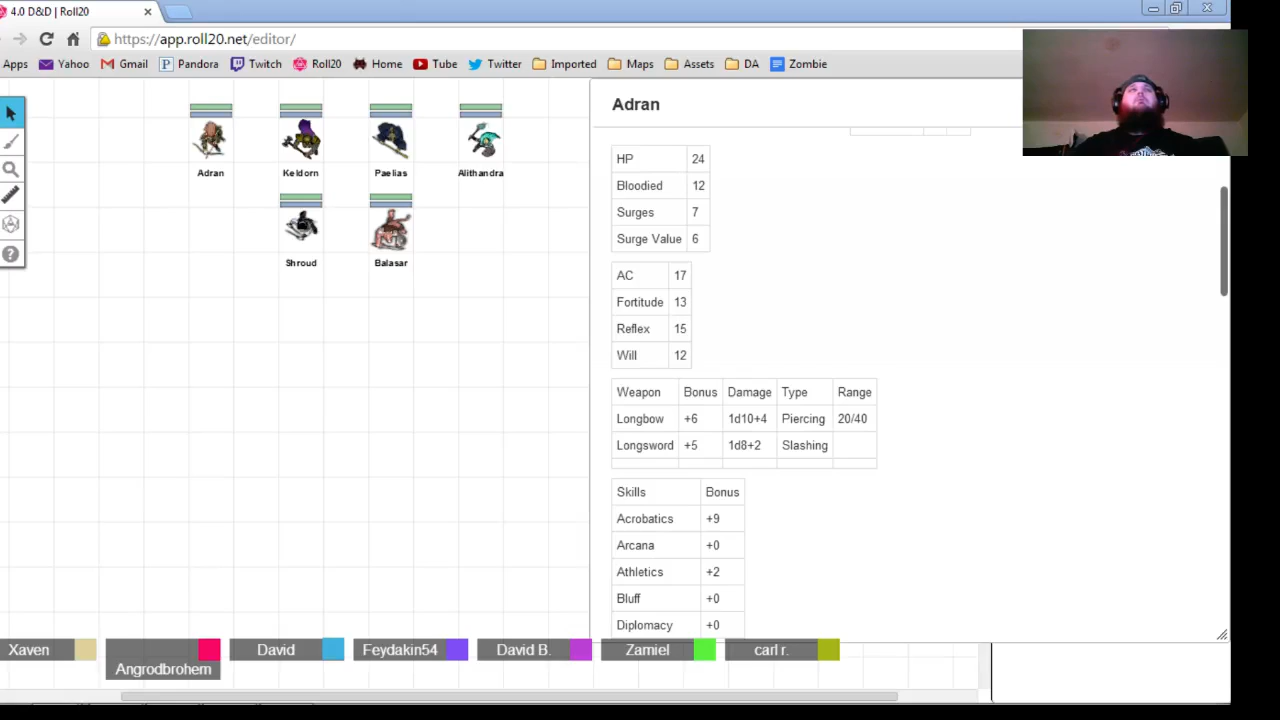 4.0 D&D | Roll20
https://app.roll20.net/editor/
Apps Yahoo Gmail Pandora Twitch Roll20 Home Tube Twitter Imported Maps Assets DA Zombie
Adran Keldorn Paelias Alithandra
Shroud Balasar
Adran
HP 24
Bloodied 12
Surges 7
Surge Value 6
AC 17
Fortitude 13
Reflex 15
Will 12
Weapon Bonus Damage Type Range
Longbow +6 1d10+4 Piercing 20/40
Longsword +5 1d8+2 Slashing
Skills Bonus
Acrobatics +9
Arcana +0
Athletics +2
Bluff +0
Diplomacy +0
Xaven Angrodbrohem David Feydakin54 David B. Zamiel carl r.